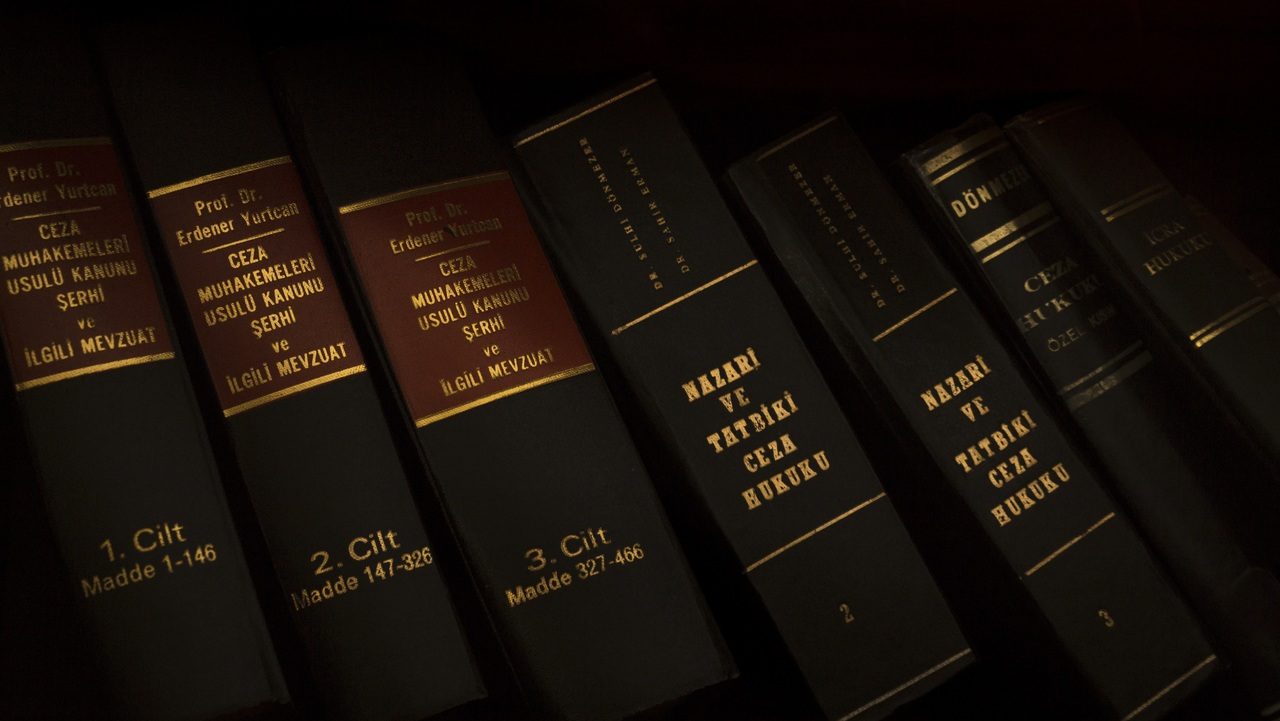 Prof. Dr.
Erdener Yurtcan
CEZA
MUHAKEMELERİ
USULÜ KANUNU
ŞERHİ
ve
İLGİLİ MEVZUAT
1. Cilt
Madde 1-146
Prof. Dr.
Erdener Yurtcan
CEZA
MUHAKEMELERİ
USULÜ KANUNU
ŞERHİ
ve
İLGİLİ MEVZUAT
2. Cilt
Madde 147-326
Prof. Dr.
Erdener Yurtcan
CEZA
MUHAKEMELERİ
USULÜ KANUNU
ŞERHİ
ve
İLGİLİ MEVZUAT
3. Cilt
Madde 327-466
DR. SULHİ DÖNMEZER
DR. SAHİR ERMAN
NAZARİ
VE
TATBİKİ
CEZA
HUKUKU
2
DR. SULHİ DÖNMEZER
DR. SAHİR ERMAN
NAZARİ
VE
TATBİKİ
CEZA
HUKUKU
3
DÖNMEZER
CEZA
HUKUKU
ÖZEL KISIM
İCRA
HUKUKU